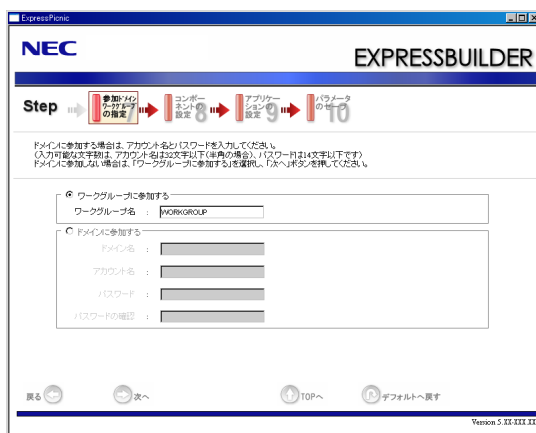 ExpressPicnic
NEC
EXPRESSBUILDER
Step
参加ドメイン
ワークグループ
の指定 7
コンポー
ネントの
設定 8
アプリケー
ションの
設定 9
パラメータ
のセーブ 10
ドメインに参加する場合は、アカウント名とパスワードを入力してください。
(入力可能な文字数は、アカウント名は32文字以下(半角の場合)、パスワードは14文字以下です)
ドメインに参加しない場合は、「ワークグループに参加する」を選択し、「次へ」ボタンを押してください。
ワークグループに参加する
ワークグループ名 : WORKGROUP
ドメインに参加する
ドメイン名 :
アカウント名 :
パスワード :
パスワードの確認 :
戻る 次へ TOPへ デフォルトへ戻す
Version 5.XX-XXX.XX